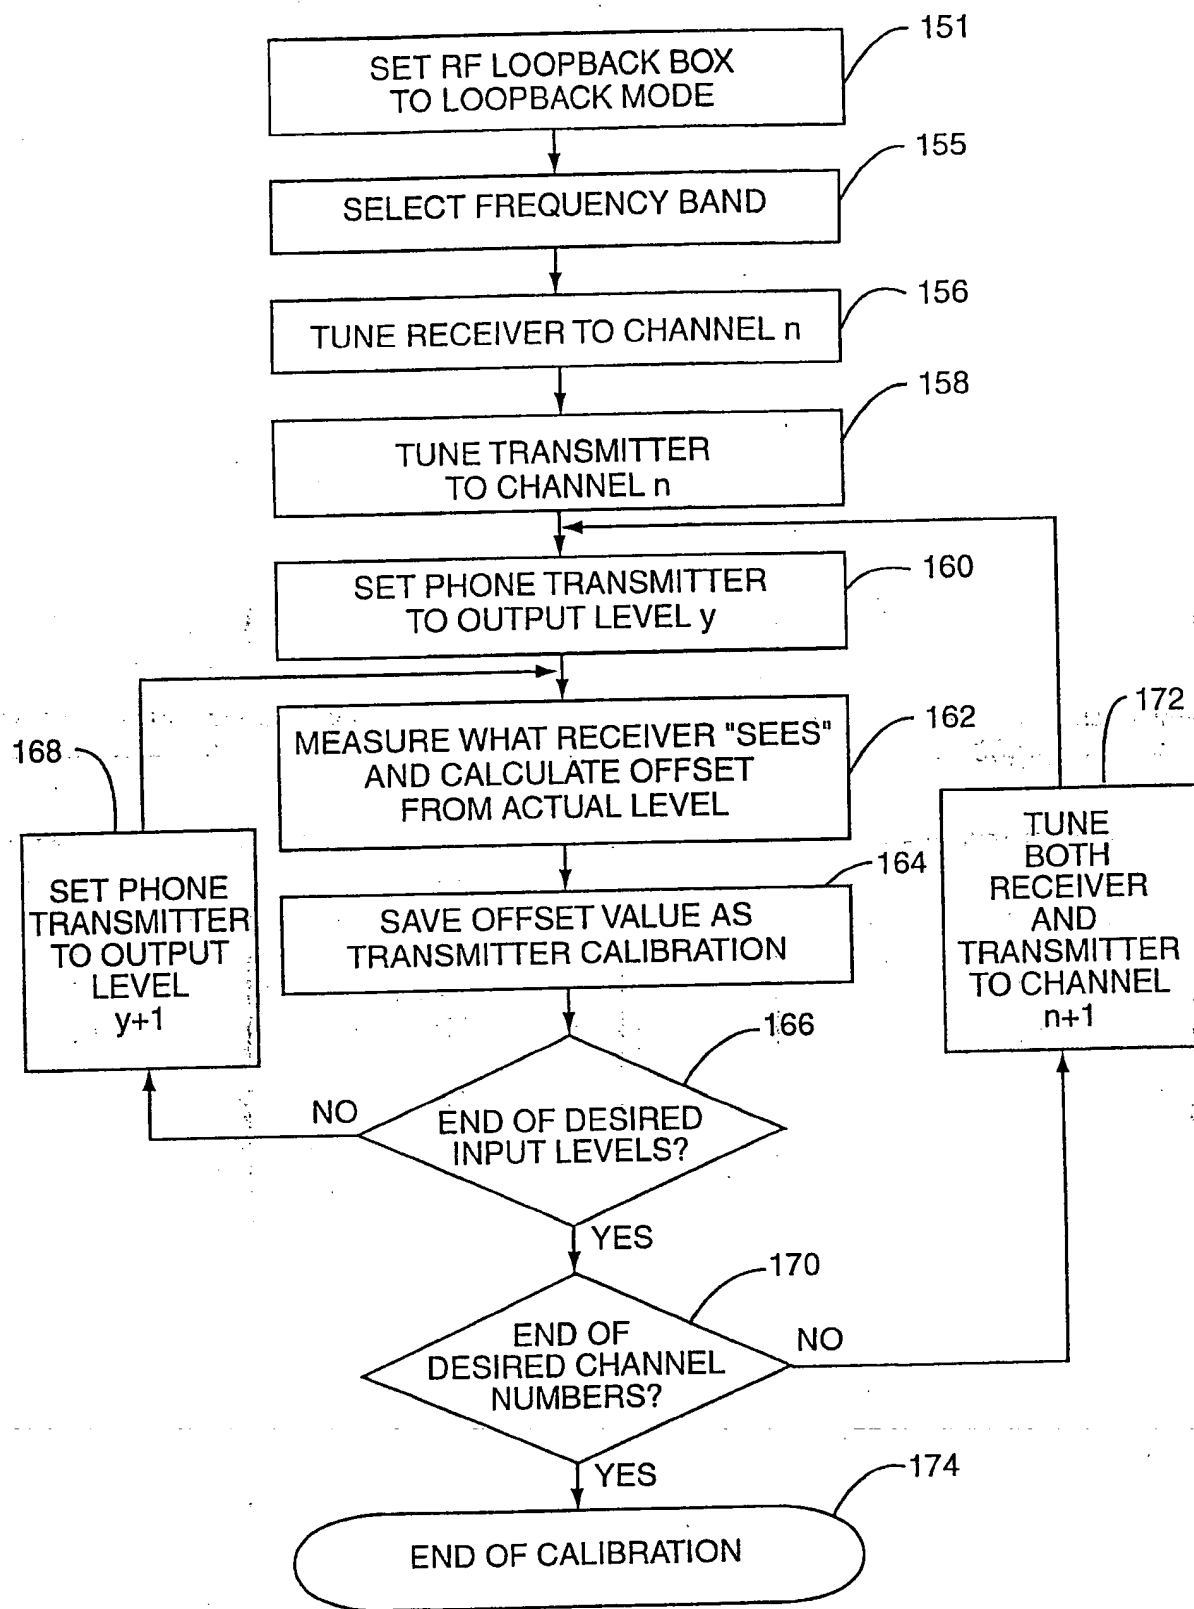 151
SET RF LOOPBACK BOX
TO LOOPBACK MODE
155
SELECT FREQUENCY BAND
156
TUNE RECEIVER TO CHANNEL n
158
TUNE TRANSMITTER
TO CHANNEL n
160
SET PHONE TRANSMITTER
TO OUTPUT LEVEL y
162
MEASURE WHAT RECEIVER "SEES"
AND CALCULATE OFFSET
FROM ACTUAL LEVEL
168
SET PHONE
TRANSMITTER
TO OUTPUT
LEVEL
y+1
172
TUNE
BOTH
RECEIVER
AND
TRANSMITTER
TO CHANNEL
n+1
164
SAVE OFFSET VALUE AS
TRANSMITTER CALIBRATION
166
END OF DESIRED
INPUT LEVELS?
NO
YES
170
END OF
DESIRED CHANNEL
NUMBERS?
NO
YES
174
END OF CALIBRATION